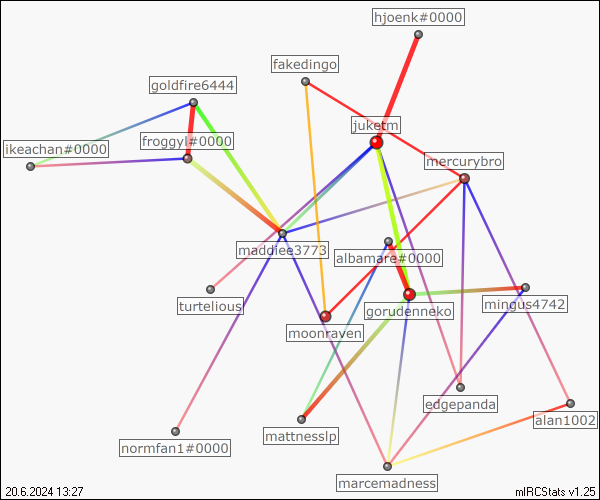 hjoenk#0000
fakedingo
goldfire6444
juketm
froggyl#0000
ikeachan#0000
mercurybro
maddiee3773
albamare#0000
turtelious
mingus4742
gorudenneko
moonraven
edgepanda
alan1002
mattnesslp
normfan1#0000
marcemadness
20.6.2024 13:27
mIRCStats v1.25